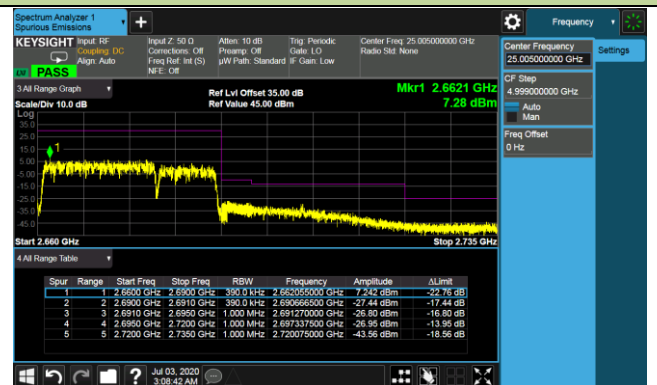 Spectrum Analyzer 1
Spurious Emissions
Frequency
KEYSIGHT Input: RF Input Z: 50 Ω Atten: 10 dB Trig: Periodic Center Freq: 25.005000000 GHz
Coupling: DC Corrections: Off Preamp: Off Gate: LO Radio Std: None
Align: Auto Freq Ref: Int (S) µW Path: Standard IF Gain: Low
NFE: Off
LXI PASS
Center Frequency
25.005000000 GHz
Settings
CF Step
4.999000000 GHz
Auto
Man
Freq Offset
0 Hz
3 All Range Graph
Ref Lvl Offset 35.00 dB
Mkr1 2.6621 GHz
Scale/Div 10.0 dB Ref Value 45.00 dBm 7.28 dBm
Log
35.0
25.0
15.0
1
5.00
-5.00
-15.0
-25.0
-35.0
-45.0
Start 2.660 GHz Stop 2.735 GHz
4 All Range Table
Spur Range Start Freq Stop Freq RBW Frequency Amplitude ΔLimit
1 1 2.6600 GHz 2.6900 GHz 390.0 kHz 2.662055000 GHz 7.242 dBm -22.76 dB
2 2 2.6900 GHz 2.6910 GHz 390.0 kHz 2.690666500 GHz -27.44 dBm -17.44 dB
3 3 2.6910 GHz 2.6950 GHz 1.000 MHz 2.691270000 GHz -26.80 dBm -16.80 dB
4 4 2.6950 GHz 2.7200 GHz 1.000 MHz 2.697337500 GHz -26.95 dBm -13.95 dB
5 5 2.7200 GHz 2.7350 GHz 1.000 MHz 2.720075000 GHz -43.56 dBm -18.56 dB
Jul 03, 2020
3:08:42 AM